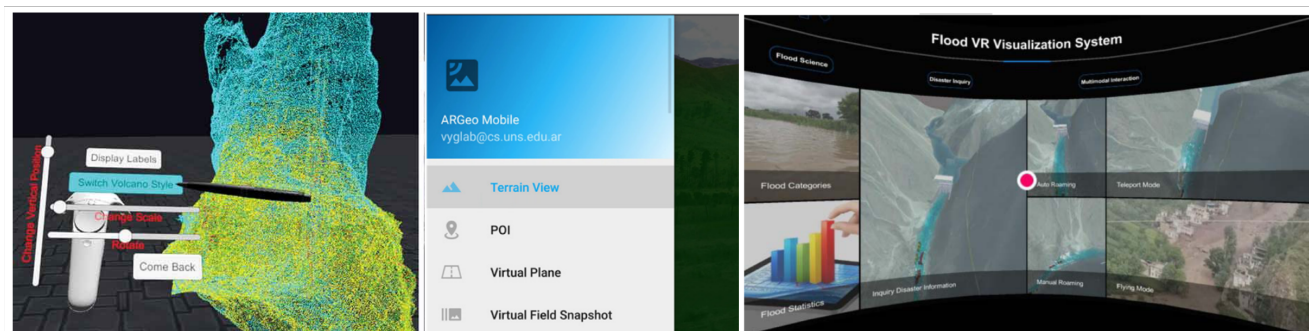 Display Labels
Switch Volcano Style
Change Vertical Position
Change Scale
Rotate
Come Back
ARGeo Mobile
vyglab@cs.uns.edu.ar
Terrain View
POI
Virtual Plane
Virtual Field Snapshot
Flood VR Visualization System
Flood Science
Disaster Inquiry
Multimodal Interaction
Flood Categories
Auto Roaming
Teleport Mode
Flood Statistics
Inquiry Disaster Information
Manual Roaming
Flying Mode